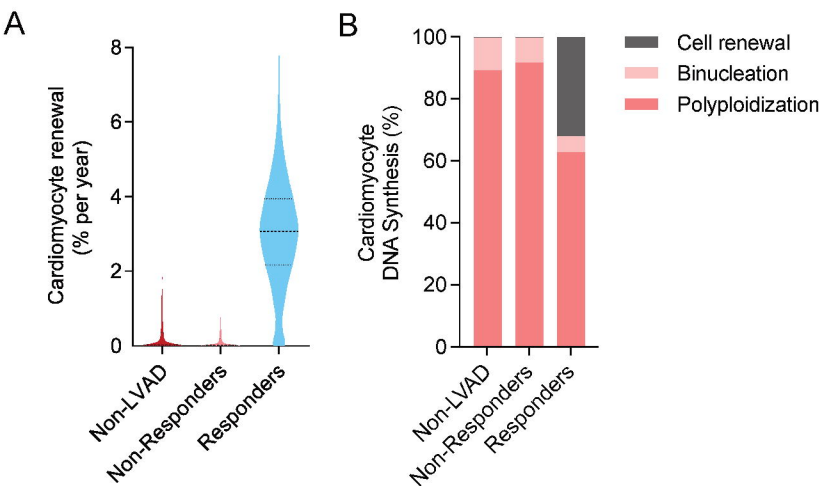 A
Cardiomyocyte renewal
(% per year)
8
6
4
2
0
Non-LVAD
Non-Responders
Responders
B
Cardiomyocyte
DNA Synthesis (%)
100
80
60
40
20
0
Non-LVAD
Non-Responders
Responders
Cell renewal
Binucleation
Polyploidization